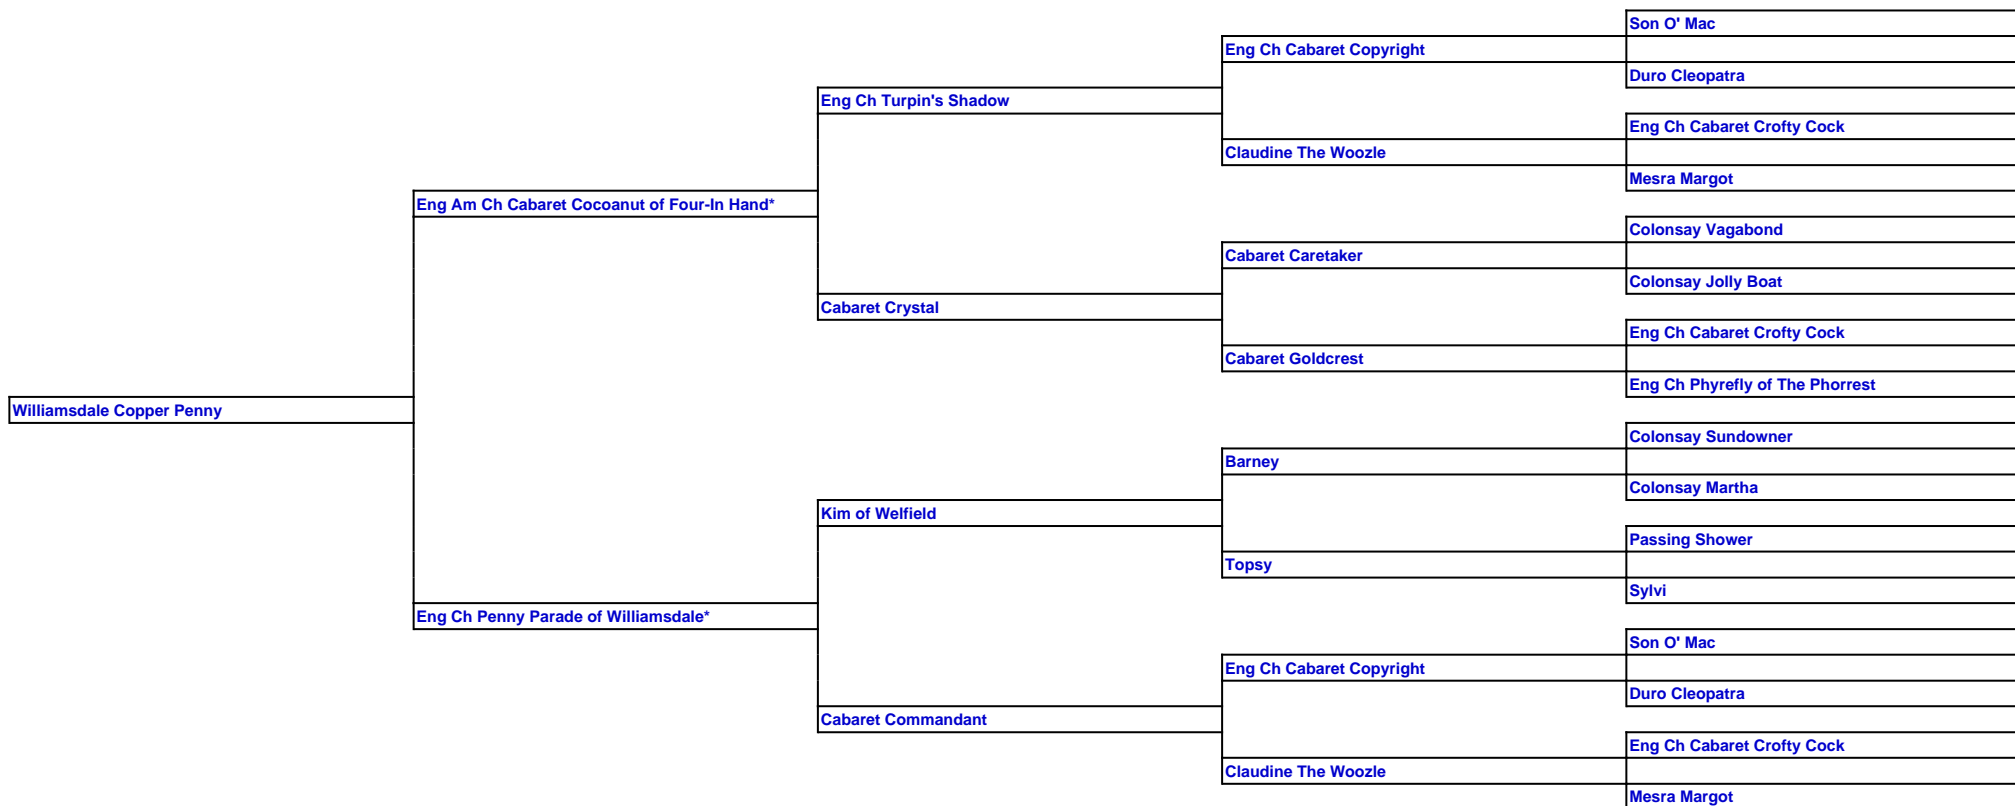 Son O' Mac
Eng Ch Cabaret Copyright
Duro Cleopatra
Eng Ch Turpin's Shadow
Eng Ch Cabaret Crofty Cock
Claudine The Woozle
Mesra Margot
Eng Am Ch Cabaret Cocoanut of Four-In Hand*
Colonsay Vagabond
Cabaret Caretaker
Colonsay Jolly Boat
Cabaret Crystal
Eng Ch Cabaret Crofty Cock
Cabaret Goldcrest
Eng Ch Phyrefly of The Phorrest
Williamsdale Copper Penny
Colonsay Sundowner
Barney
Colonsay Martha
Kim of Welfield
Passing Shower
Topsy
Sylvi
Eng Ch Penny Parade of Williamsdale*
Son O' Mac
Eng Ch Cabaret Copyright
Duro Cleopatra
Cabaret Commandant
Eng Ch Cabaret Crofty Cock
Claudine The Woozle
Mesra Margot